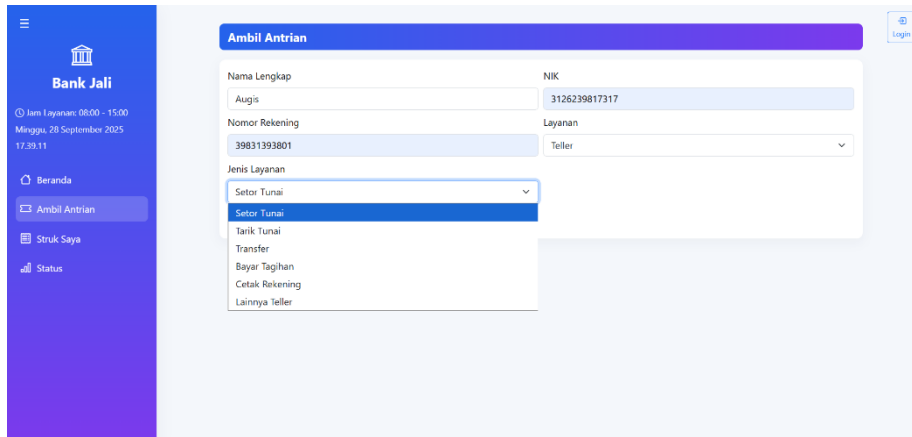 Bank Jali
Jam Layanan: 08:00 - 15:00
Minggu, 28 September 2025
17.39.11
Beranda
Ambil Antrian
Struk Saya
Status
Ambil Antrian
Login
Nama Lengkap
NIK
Augis
3126239817317
Nomor Rekening
Layanan
39831393801
Teller
Jenis Layanan
Setor Tunai
Setor Tunai
Tarik Tunai
Transfer
Bayar Tagihan
Cetak Rekening
Lainnya Teller